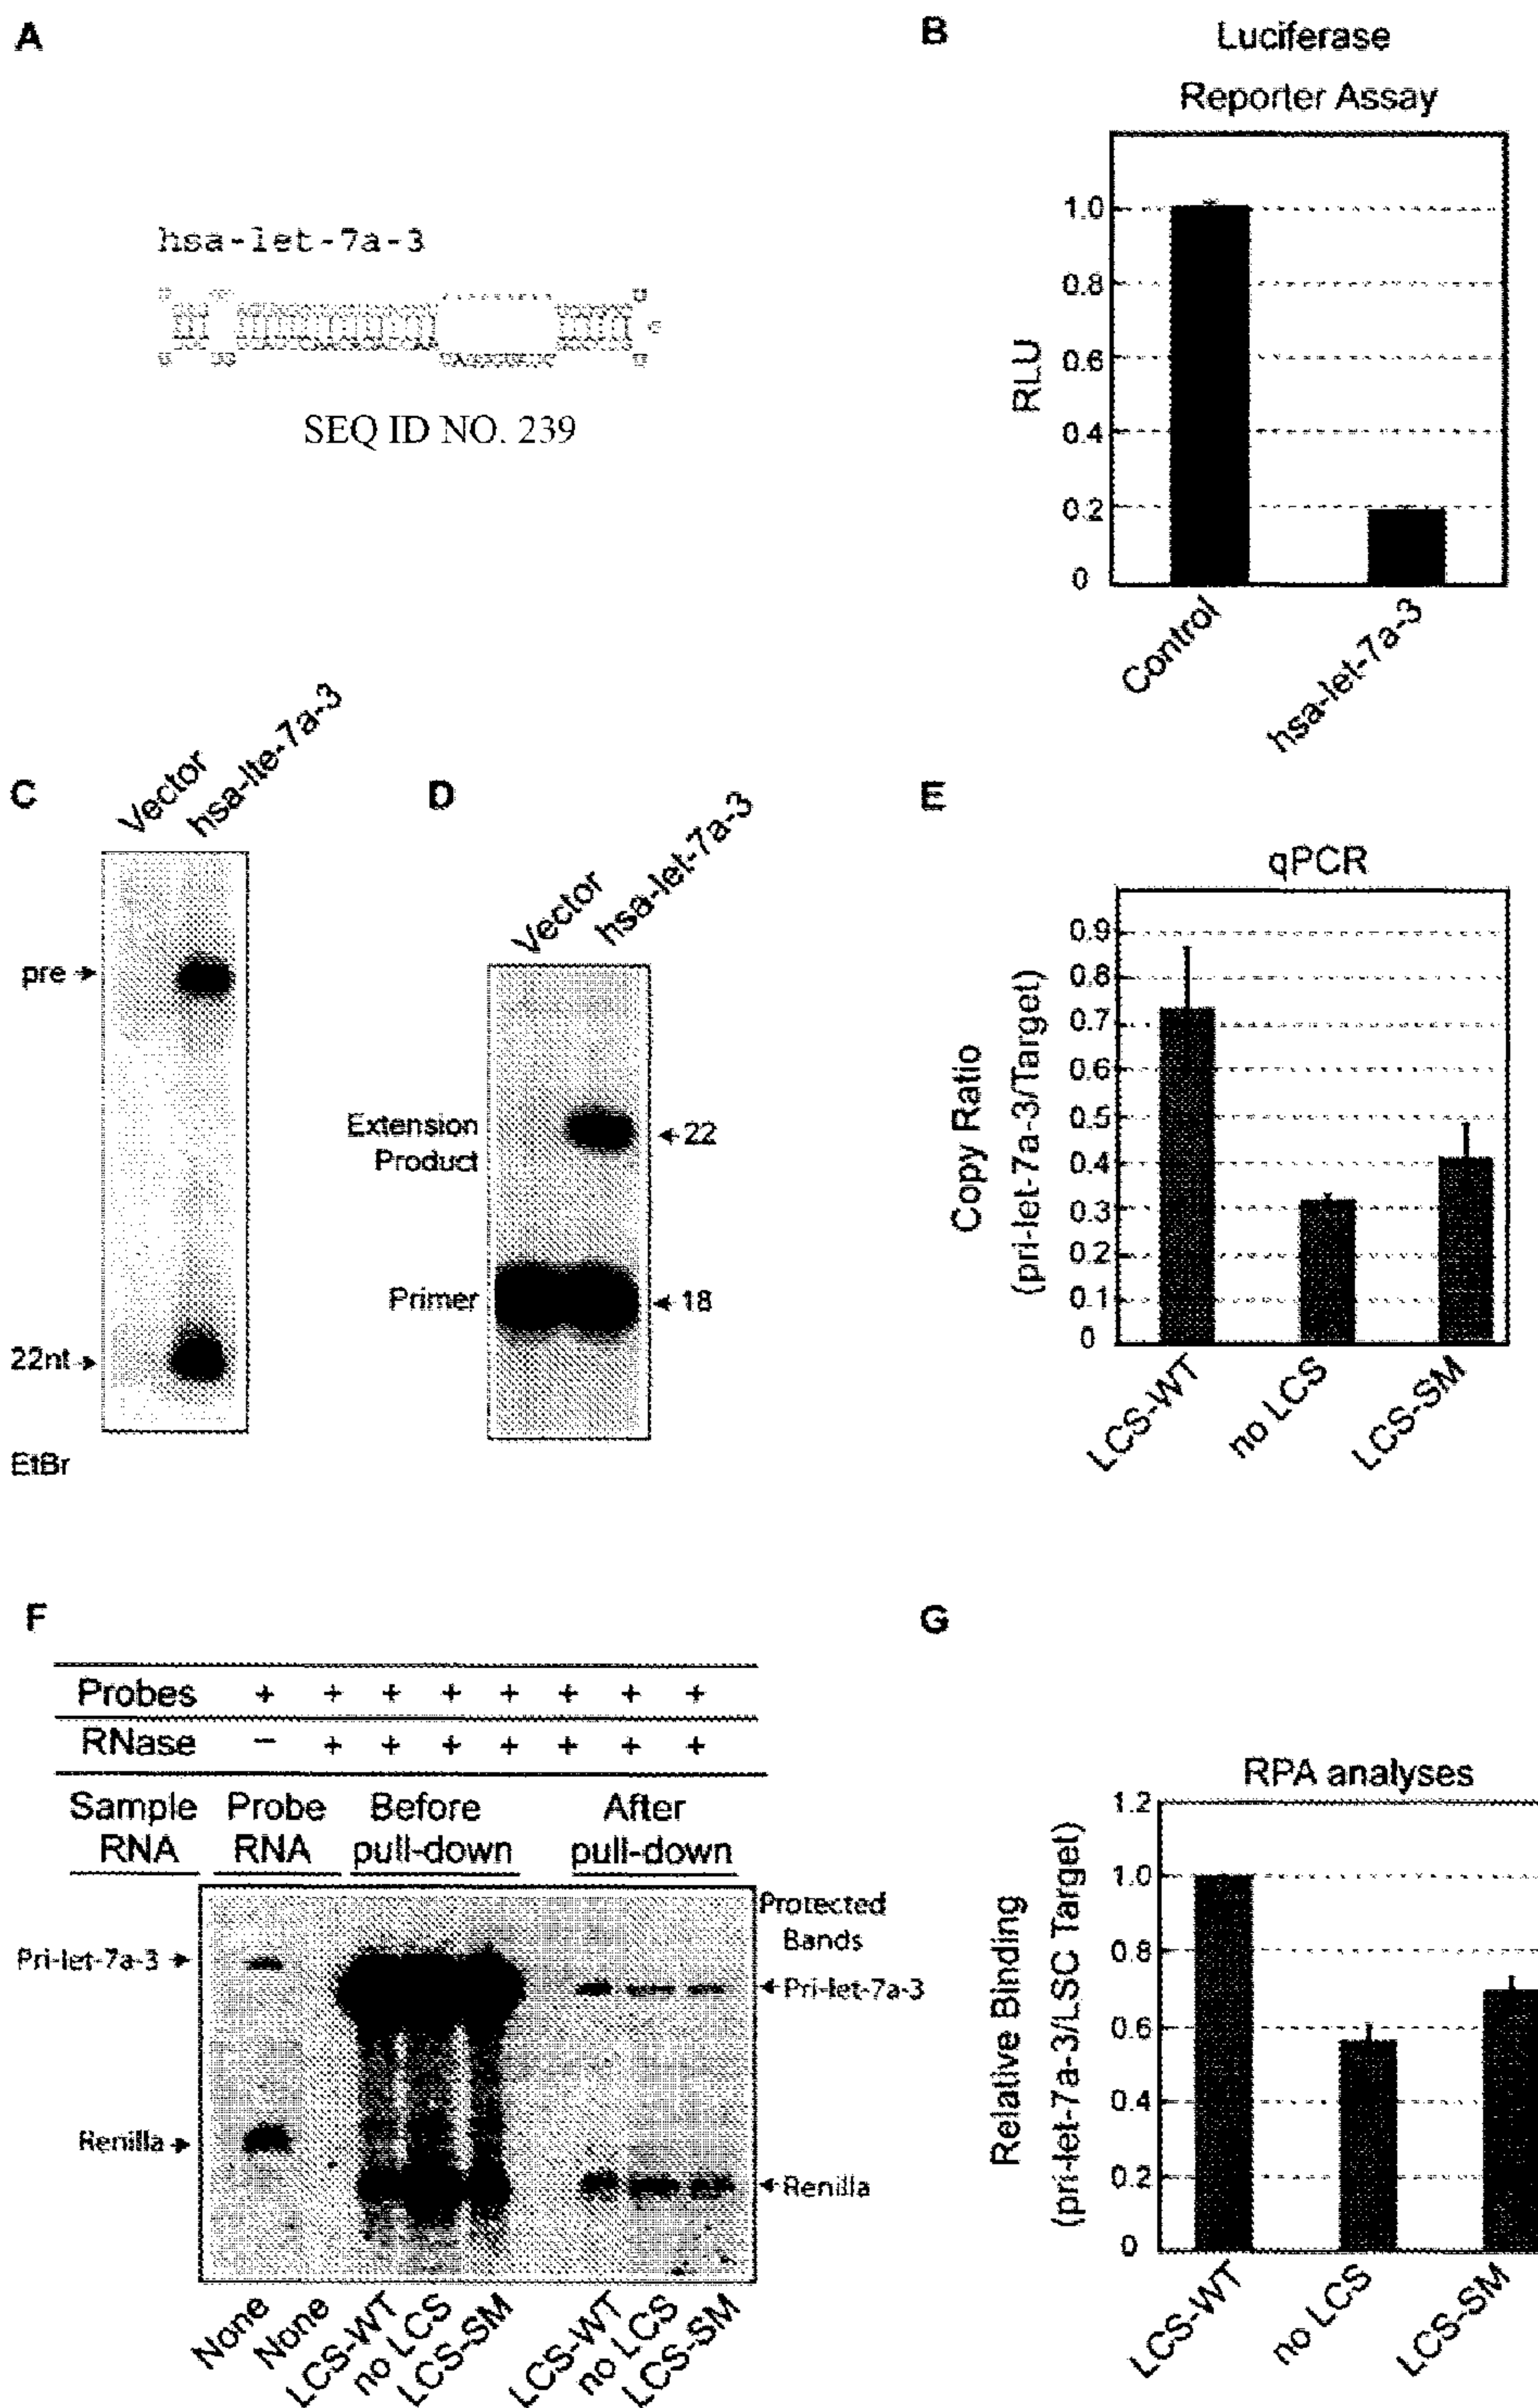 A
hsa-let-7a-3
SEQ ID NO. 239
B
Luciferase
Reporter Assay
RLU
1.0
0.8
0.6
0.4
0.2
0
Control
hsa-let-7a-3
C
Vector
hsa-lte-7a-3
pre
22nt
EtBr
D
Vector
hsa-let-7a-3
Extension
Product
22
Primer
18
E
qPCR
Copy Ratio
(pri-let-7a-3/Target)
0.9
0.8
0.7
0.6
0.5
0.4
0.3
0.2
0.1
0
LCS-WT
no LCS
LCS-SM
F
Probes + + + + + + + +
RNase − + + + + + + +
Sample RNA
Probe RNA
Before pull-down
After pull-down
Protected
Bands
Pri-let-7a-3
Pri-let-7a-3
Renilla
Renilla
None
None
LCS-WT
no LCS
LCS-SM
LCS-WT
no LCS
LCS-SM
G
RPA analyses
Relative Binding
(pri-let-7a-3/LSC Target)
1.2
1.0
0.8
0.6
0.4
0.2
0
LCS-WT
no LCS
LCS-SM